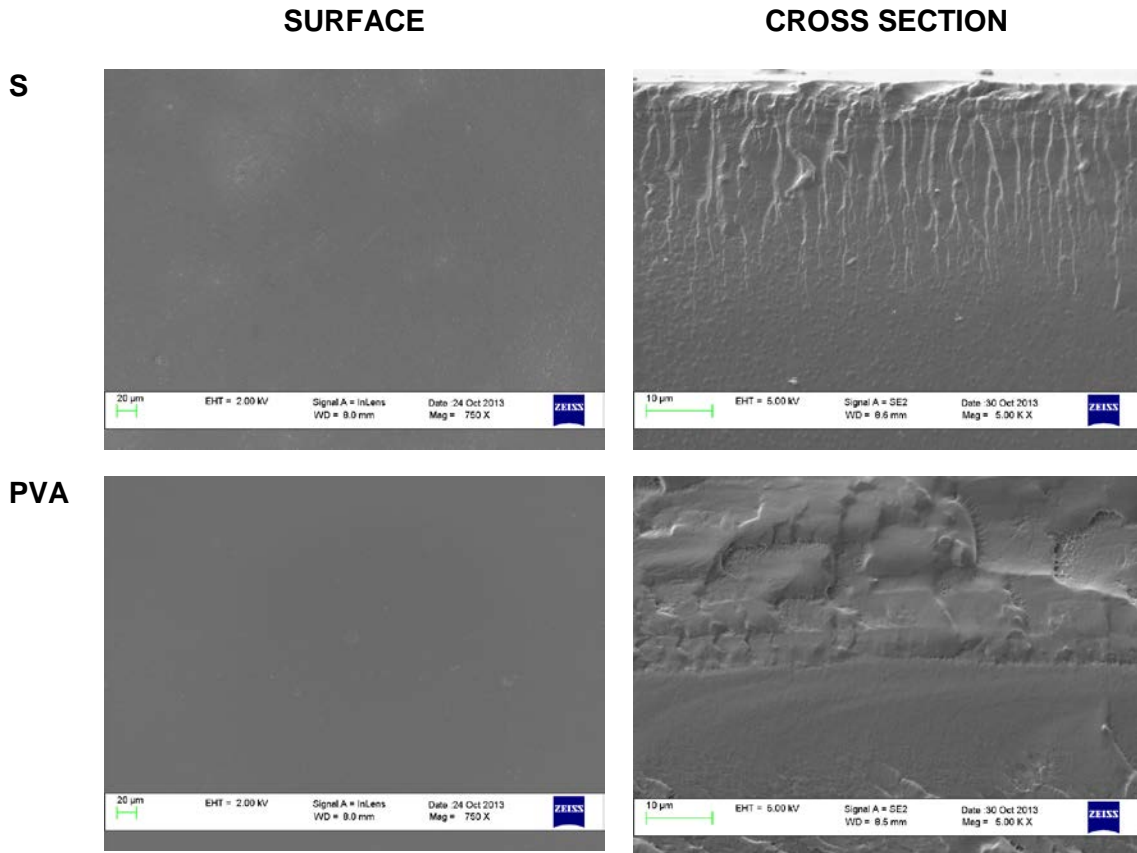 SURFACE CROSS SECTION
S
20 µm EHT = 2.00 kV Signal A = InLens Date :24 Oct 2013 ZEISS
WD = 8.0 mm Mag = 750 X
10 µm EHT = 5.00 kV Signal A = SE2 Date :30 Oct 2013 ZEISS
WD = 8.6 mm Mag = 5.00 K X
PVA
20 µm EHT = 2.00 kV Signal A = InLens Date :24 Oct 2013 ZEISS
WD = 8.0 mm Mag = 750 X
10 µm EHT = 5.00 kV Signal A = SE2 Date :30 Oct 2013 ZEISS
WD = 8.5 mm Mag = 5.00 K X